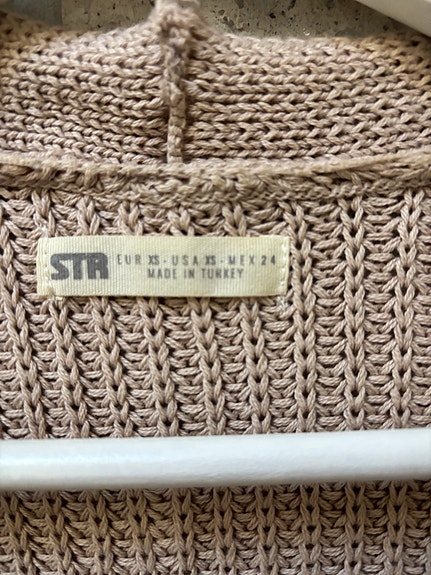 STR
EUR XS - USA XS - MEX 24
MADE IN TURKEY